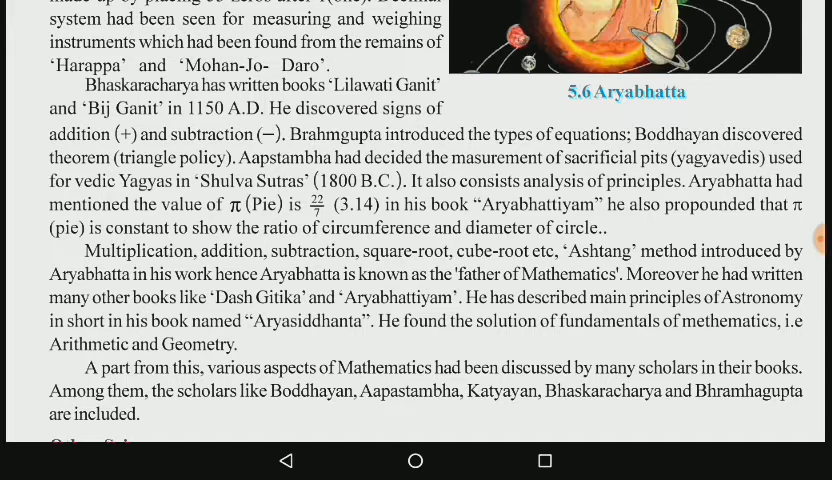 system had been seen for measuring and weighing
instruments which had been found from the remains of
‘Harappa’ and ‘Mohan-Jo- Daro’.
Bhaskaracharya has written books ‘Lilawati Ganit’
and ‘Bij Ganit’ in 1150 A.D. He discovered signs of
5.6 Aryabhatta
addition (+) and subtraction (−). Brahmgupta introduced the types of equations; Boddhayan discovered
theorem (triangle policy). Aapstambha had decided the masurement of sacrificial pits (yagyavedis) used
for vedic Yagyas in ‘Shulva Sutras’ (1800 B.C.). It also consists analysis of principles. Aryabhatta had
mentioned the value of π (Pie) is 22/7 (3.14) in his book “Aryabhattiyam” he also propounded that π
(pie) is constant to show the ratio of circumference and diameter of circle..
Multiplication, addition, subtraction, square-root, cube-root etc, ‘Ashtang’ method introduced by
Aryabhatta in his work hence Aryabhatta is known as the 'father of Mathematics'. Moreover he had written
many other books like ‘Dash Gitika’ and ‘Aryabhattiyam’. He has described main principles of Astronomy
in short in his book named “Aryasiddhanta”. He found the solution of fundamentals of methematics, i.e
Arithmetic and Geometry.
A part from this, various aspects of Mathematics had been discussed by many scholars in their books.
Among them, the scholars like Boddhayan, Aapastambha, Katyayan, Bhaskaracharya and Bhramhagupta
are included.